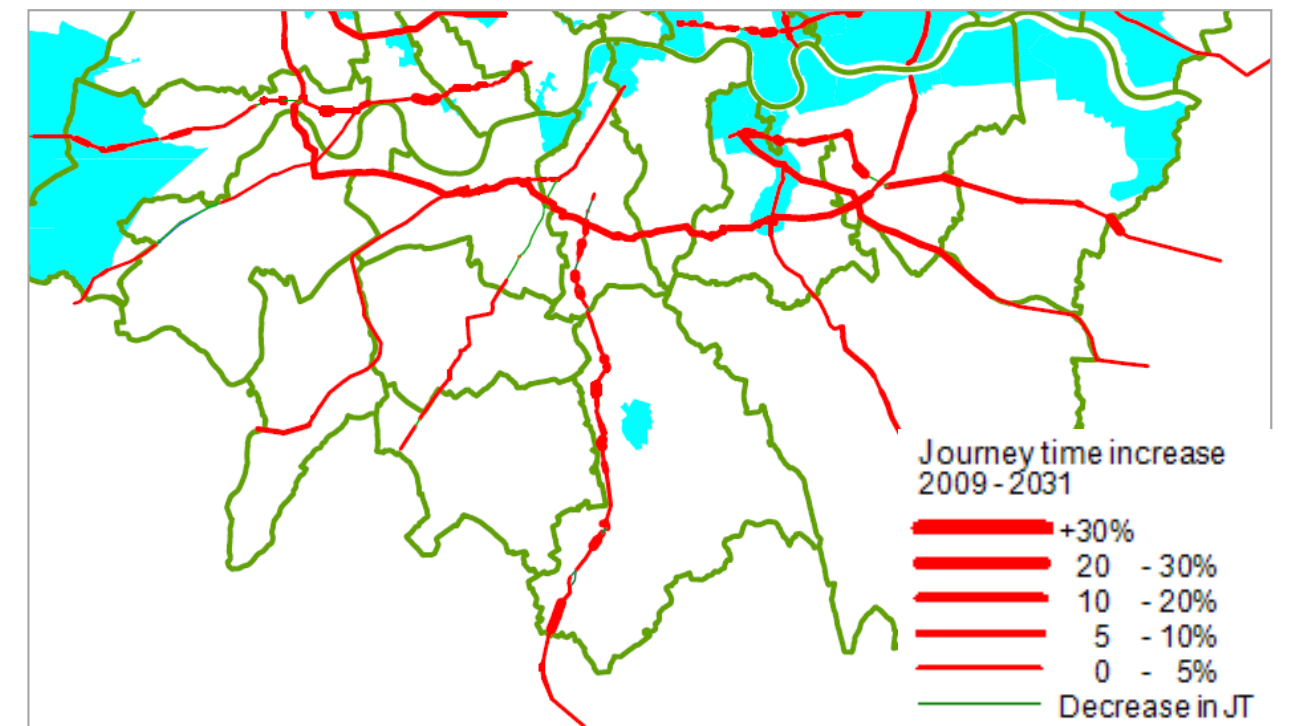 Journey time increase
2009 - 2031
+30%
20 - 30%
10 - 20%
5 - 10%
0 - 5%
Decrease in JT